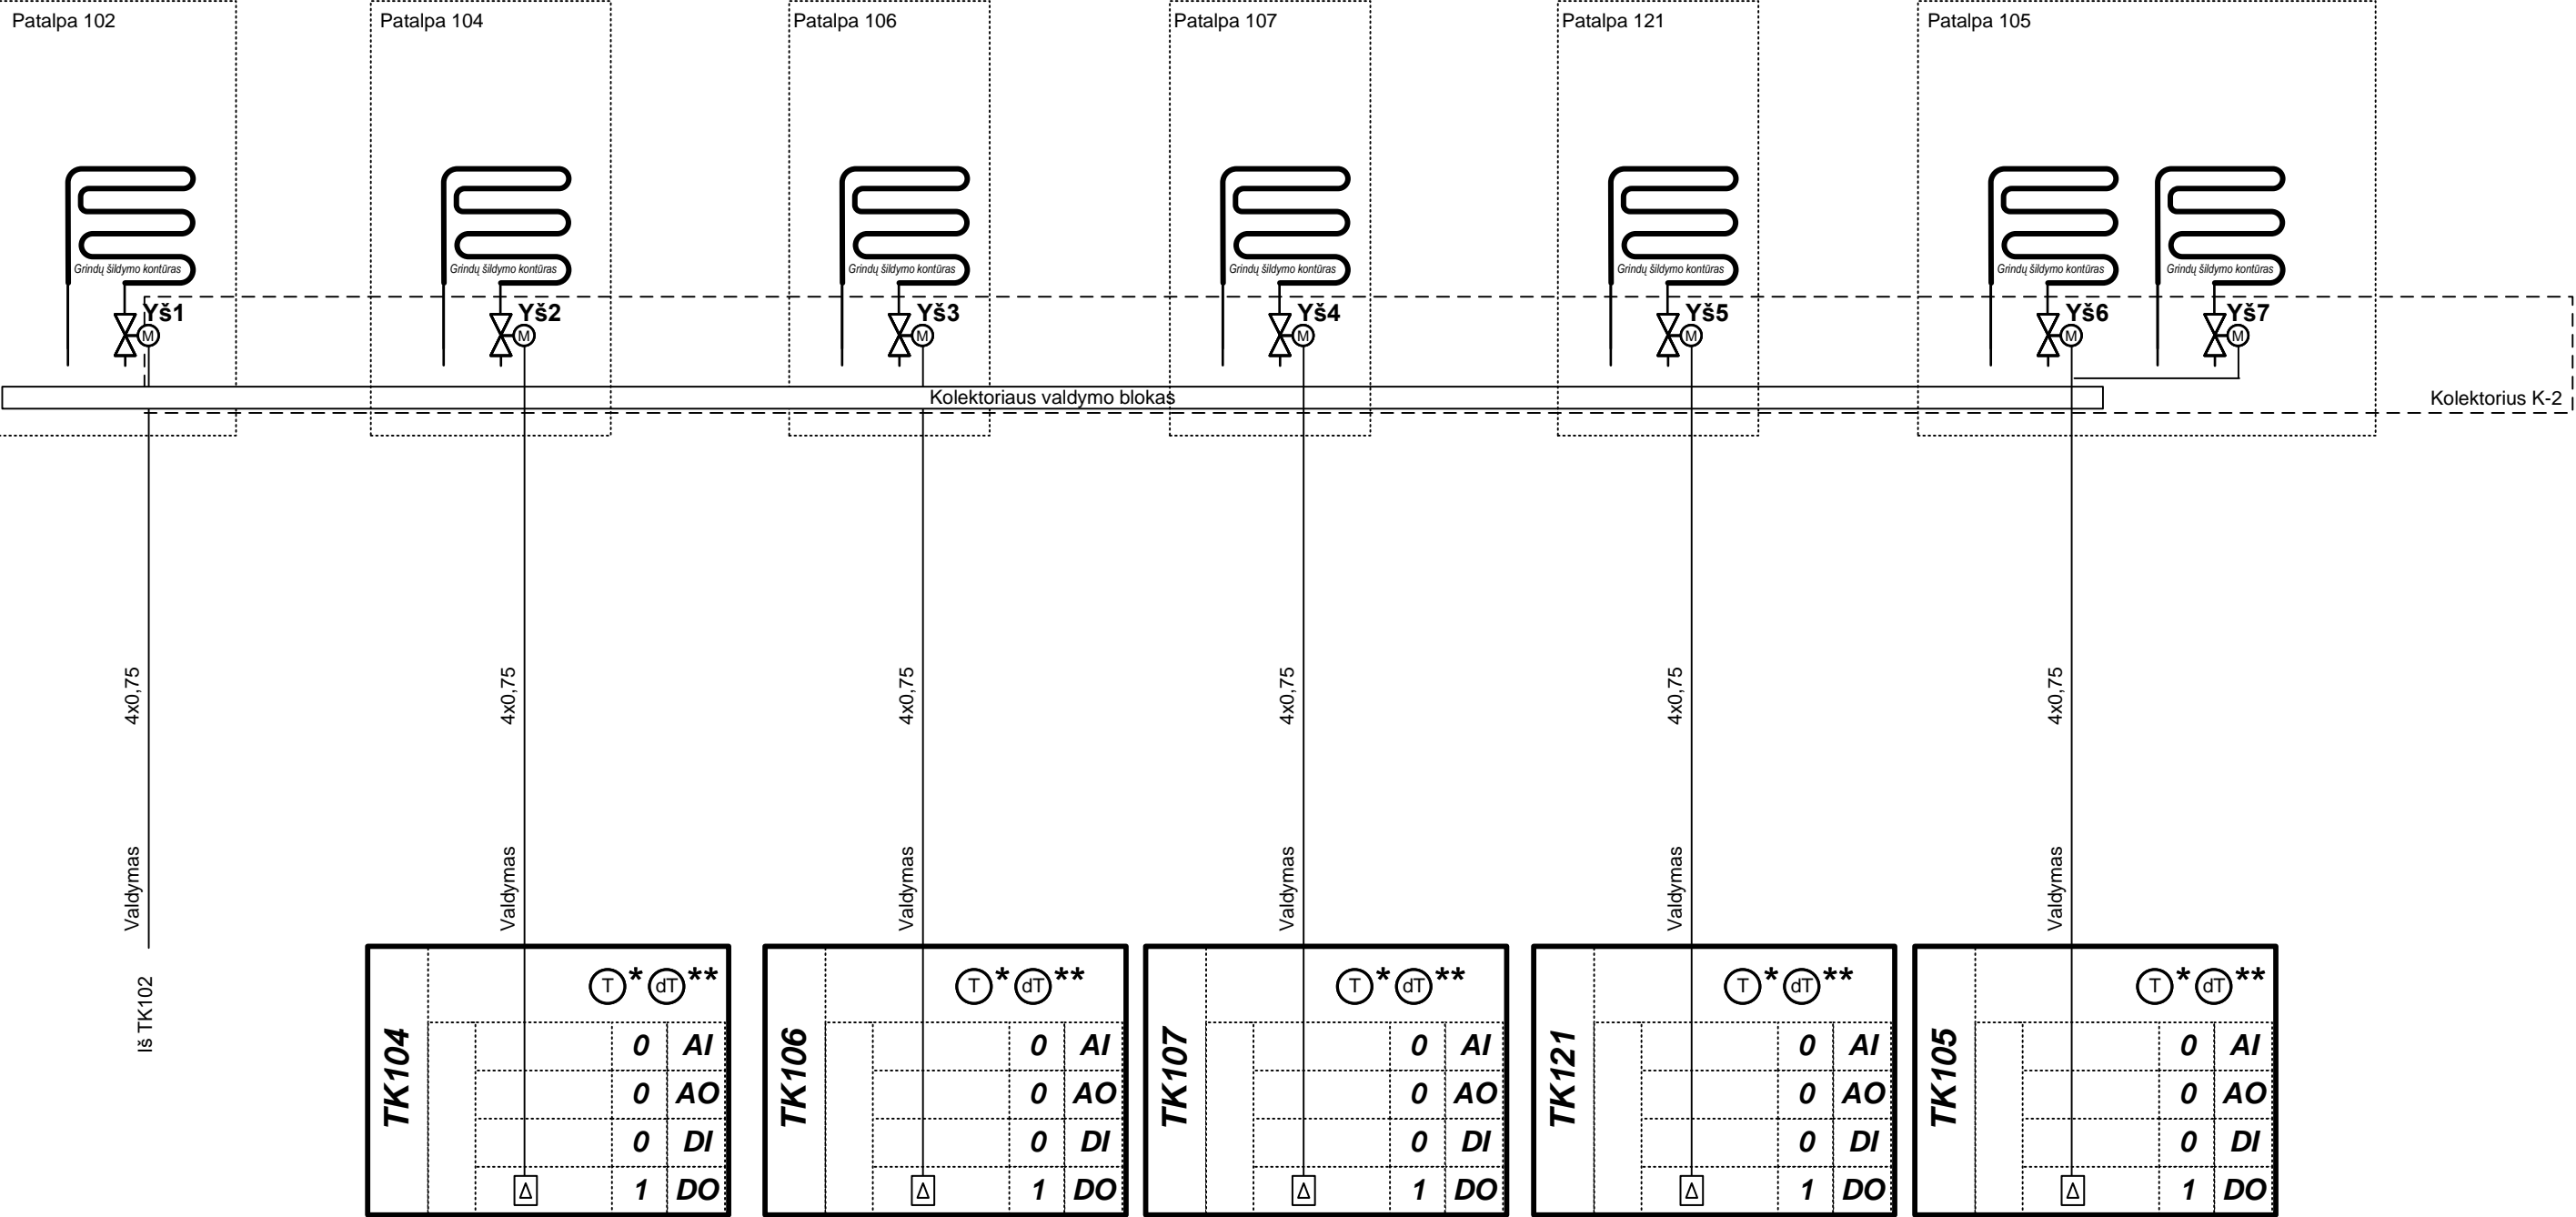 Patalpa 102
Patalpa 104
Patalpa 106
Patalpa 107
Patalpa 121
Patalpa 105
Grindų šildymo kontūras
Grindų šildymo kontūras
Grindų šildymo kontūras
Grindų šildymo kontūras
Grindų šildymo kontūras
Grindų šildymo kontūras
Grindų šildymo kontūras
Yš1
Yš2
Yš3
Yš4
Yš5
Yš6
Yš7
M
M
M
M
M
M
M
Kolektoriaus valdymo blokas
Kolektorius K-2
4x0,75
4x0,75
4x0,75
4x0,75
4x0,75
4x0,75
Valdymas
Valdymas
Valdymas
Valdymas
Valdymas
Valdymas
Iš TK102
TK104
T * dT **
0 AI
0 AO
0 DI
Δ 1 DO
TK106
T * dT **
0 AI
0 AO
0 DI
Δ 1 DO
TK107
T * dT **
0 AI
0 AO
0 DI
Δ 1 DO
TK121
T * dT **
0 AI
0 AO
0 DI
Δ 1 DO
TK105
T * dT **
0 AI
0 AO
0 DI
Δ 1 DO